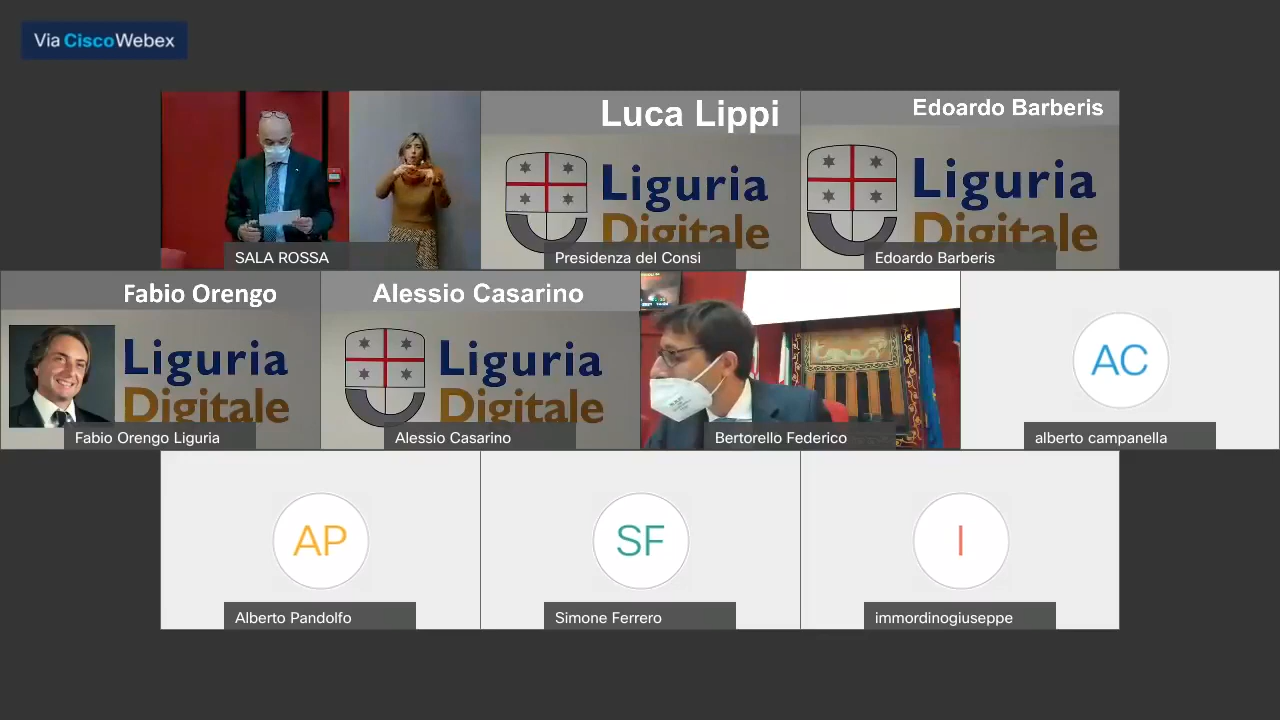 Via Cisco Webex
SALA ROSSA
Luca Lippi
Liguria
Digitale
Presidenza del Consi
Edoardo Barberis
Liguria
Digitale
Edoardo Barberis
Fabio Orengo
Liguria
Digitale
Fabio Orengo Liguria
Alessio Casarino
Liguria
Digitale
Alessio Casarino
Bertorello Federico
AC
alberto campanella
AP
Alberto Pandolfo
SF
Simone Ferrero
I
immordinogiuseppe